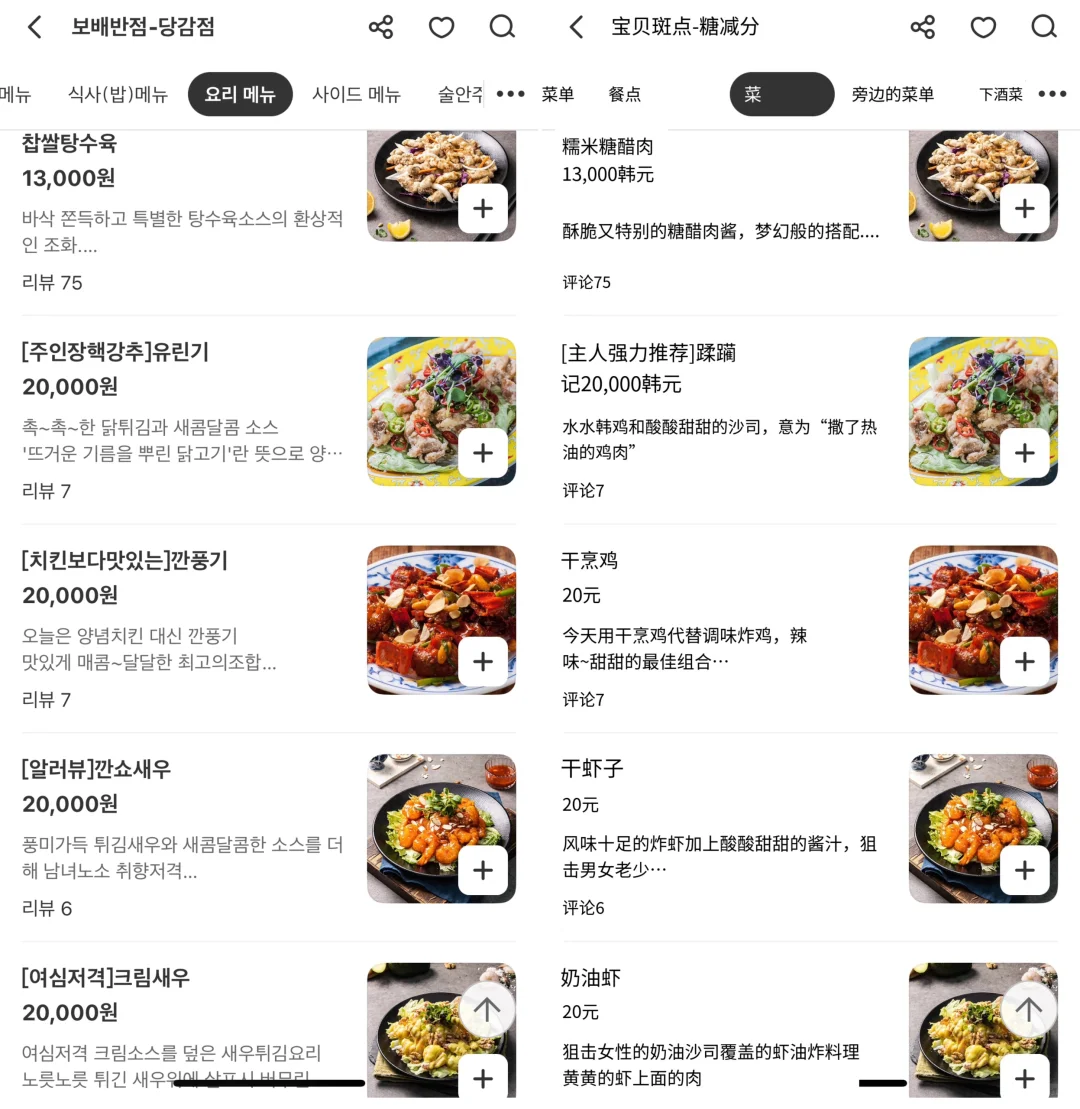 보배반점-당감점
메뉴
식사(밥)메뉴
요리 메뉴
사이드 메뉴
술안주
찹쌀탕수육
13,000원
바삭 쫀득하고 특별한 탕수육소스의 환상적
인 조화....
리뷰 75
[주인장핵강추]유린기
20,000원
촉~촉~한 닭튀김과 새콤달콤 소스
'뜨거운 기름을 뿌린 닭고기'란 뜻으로 양…
리뷰 7
[치킨보다맛있는]깐풍기
20,000원
오늘은 양념치킨 대신 깐풍기
맛있게 매콤~달달한 최고의조합...
리뷰 7
[알러뷰]깐쇼새우
20,000원
풍미가득 튀김새우와 새콤달콤한 소스를 더
해 남녀노소 취향저격...
리뷰 6
[여심저격]크림새우
20,000원
여심저격 크림소스를 덮은 새우튀김요리
노릇노릇 튀긴 새우위에 살포시 버무린
宝贝斑点-糖减分
菜单
餐点
菜
旁边的菜单
下酒菜
糯米糖醋肉
13,000韩元
酥脆又特别的糖醋肉酱，梦幻般的搭配....
评论75
[主人强力推荐]蹂躏
记20,000韩元
水水韩鸡和酸酸甜甜的沙司，意为“撒了热
油的鸡肉”
评论7
干烹鸡
20元
今天用干烹鸡代替调味炸鸡，辣
味~甜甜的最佳组合…
评论7
干虾子
20元
风味十足的炸虾加上酸酸甜甜的酱汁，狙
击男女老少…
评论6
奶油虾
20元
狙击女性的奶油沙司覆盖的虾油炸料理
黄黄的虾上面的肉